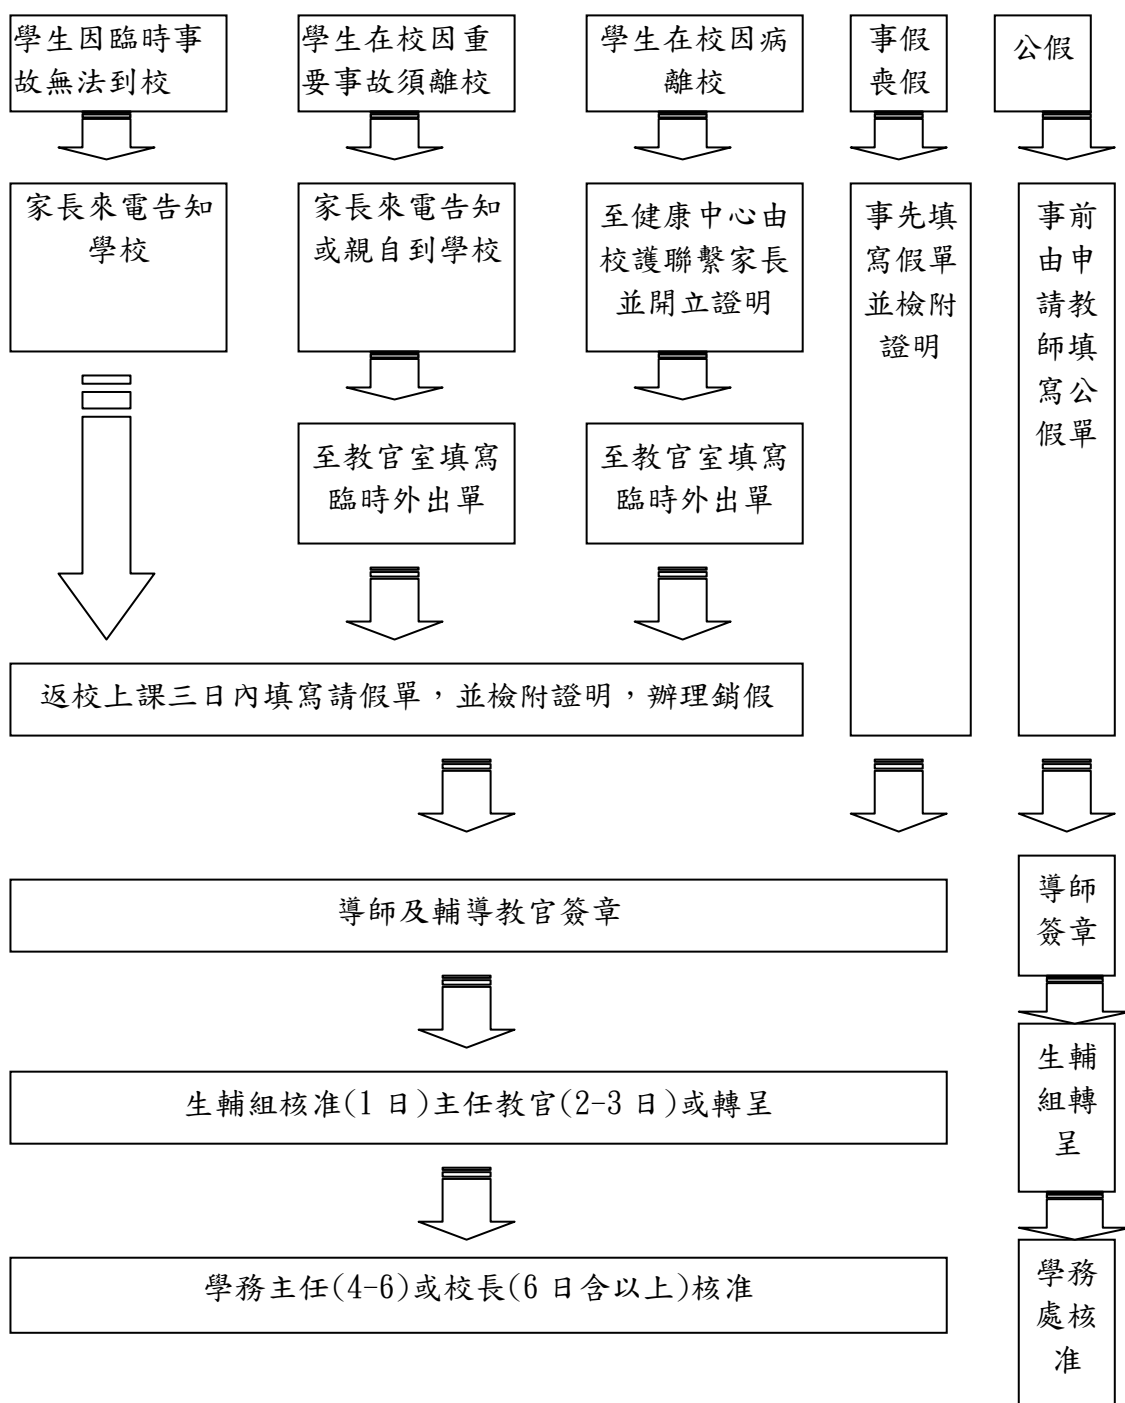 學生因臨時事
故無法到校
學生在校因重
要事故須離校
學生在校因病
離校
事假
喪假
公假
家長來電告知
學校
家長來電告知
或親自到學校
至健康中心由
校護聯繫家長
並開立證明
事先填
寫假單
並檢附
證明
事前
由申
請教
師填
寫公
假單
至教官室填寫
臨時外出單
至教官室填寫
臨時外出單
返校上課三日內填寫請假單，並檢附證明，辦理銷假
導師及輔導教官簽章
導師
簽章
生輔組核准(1 日)主任教官(2-3 日)或轉呈
生輔
組轉
呈
學務主任(4-6)或校長(6 日含以上)核准
學務
處核
准